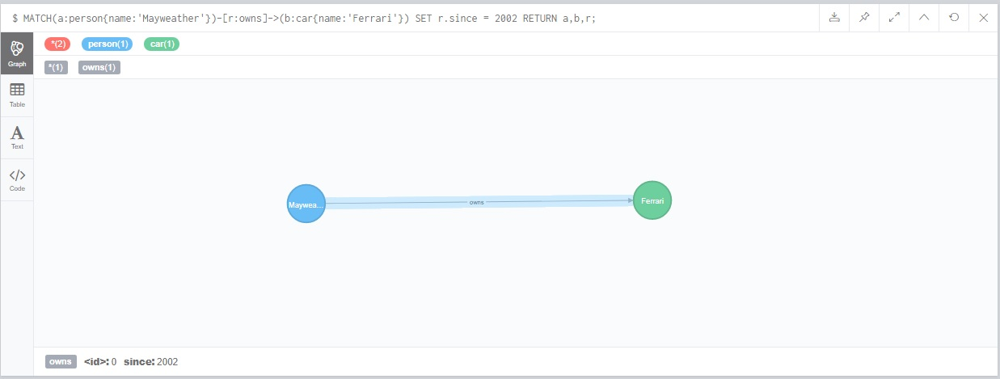 $ MATCH(a:person{name:'Mayweather'})-[r:owns]->(b:car{name:'Ferrari'}) SET r.since = 2002 RETURN a,b,r;
*(2) person(1) car(1)
Graph
*(1) owns(1)
Table
A
Text
</>
Code
Maywea... owns Ferrari
owns <id>: 0 since: 2002